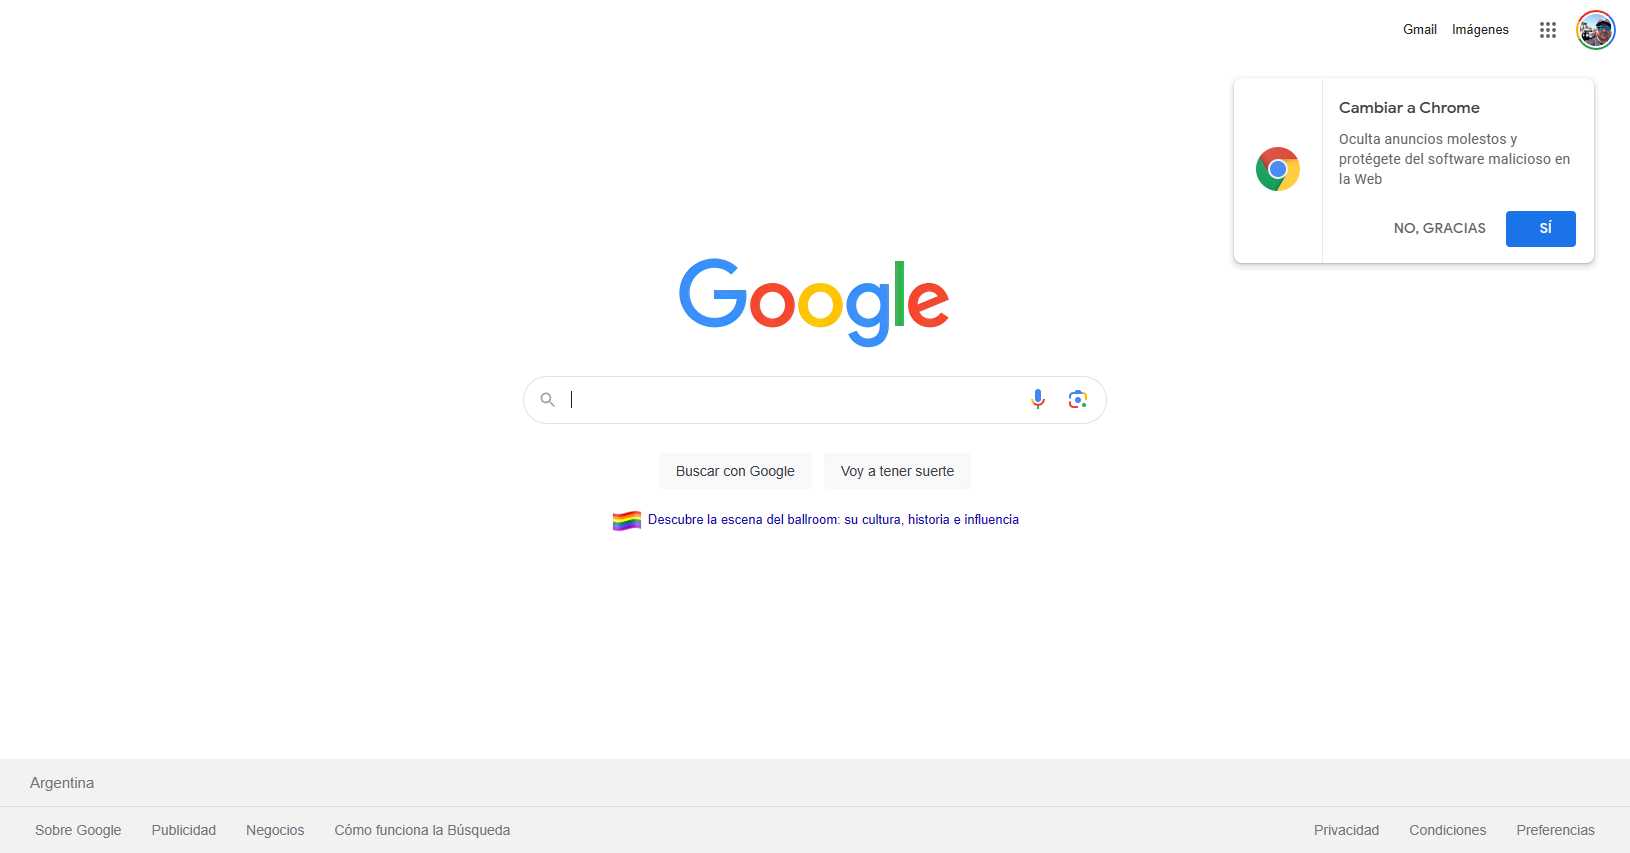 Gmail Imágenes
Cambiar a Chrome
Oculta anuncios molestos y
protégete del software malicioso en
la Web
NO, GRACIAS SÍ
Google
Buscar con Google Voy a tener suerte
Descubre la escena del ballroom: su cultura, historia e influencia
Argentina
Sobre Google Publicidad Negocios Cómo funciona la Búsqueda Privacidad Condiciones Preferencias